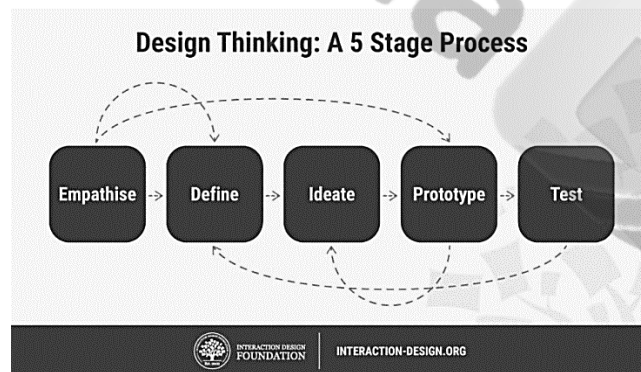 Design Thinking: A 5 Stage Process
Empathise
Define
Ideate
Prototype
Test
INTERACTION DESIGN
FOUNDATION
INTERACTION-DESIGN.ORG